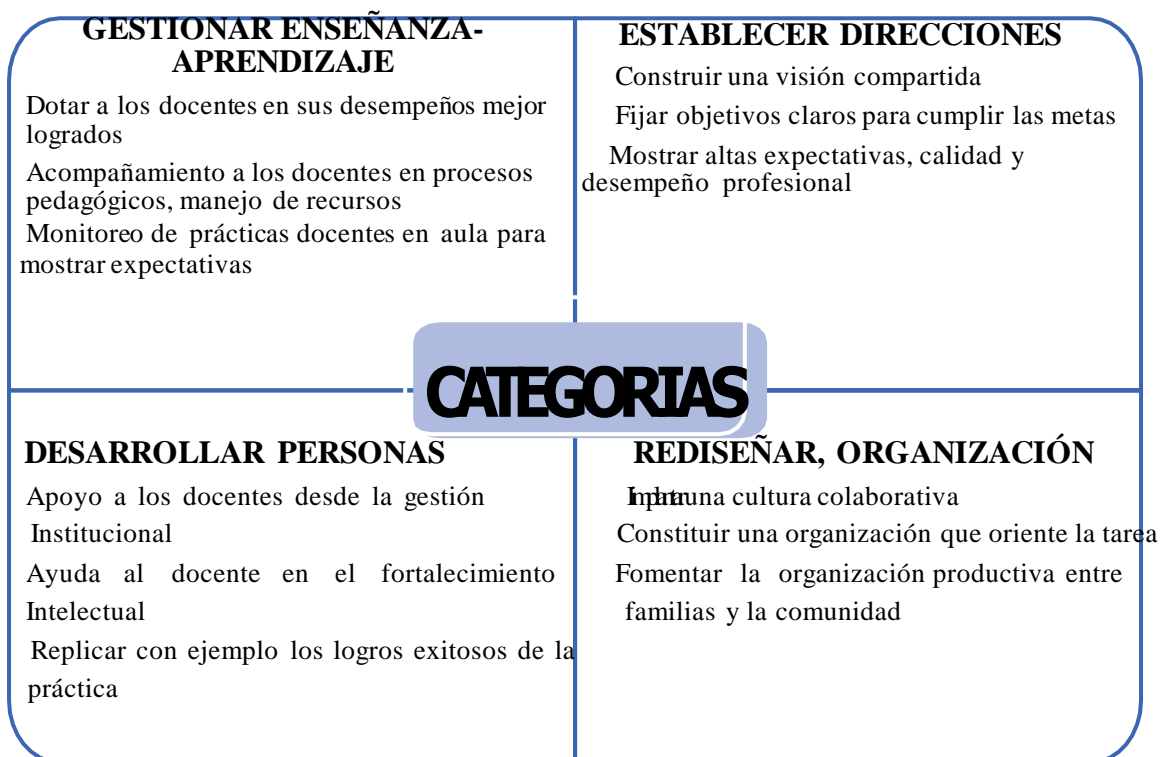 GESTIONAR ENSEÑANZA-
APRENDIZAJE
Dotar a los docentes en sus desempeños mejor
logrados
Acompañamiento a los docentes en procesos
pedagógicos, manejo de recursos
Monitoreo de prácticas docentes en aula para
mostrar expectativas
ESTABLECER DIRECCIONES
Construir una visión compartida
Fijar objetivos claros para cumplir las metas
Mostrar altas expectativas, calidad y
desempeño profesional
CATEGORIAS
DESARROLLAR PERSONAS
Apoyo a los docentes desde la gestión
Institucional
Ayuda al docente en el fortalecimiento
Intelectual
Replicar con ejemplo los logros exitosos de la
práctica
REDISEÑAR, ORGANIZACIÓN
una cultura colaborativa
Constituir una organización que oriente la tarea
Fomentar la organización productiva entre
familias y la comunidad